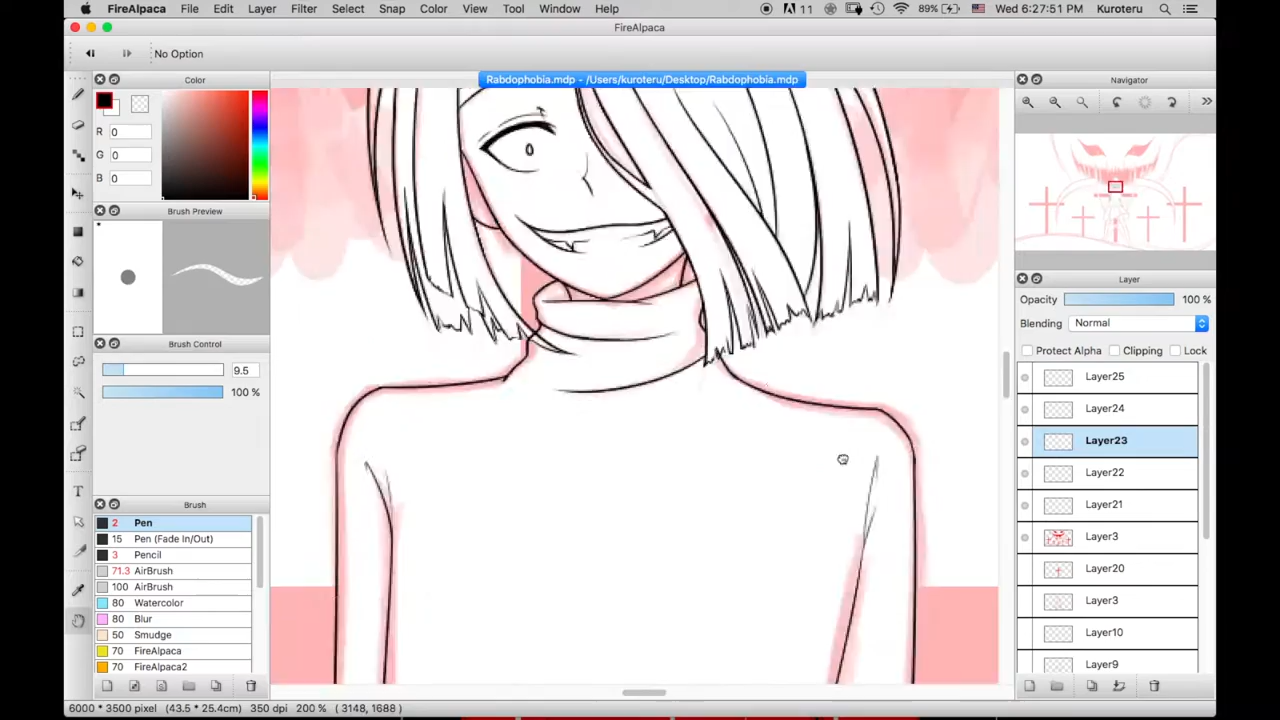 FireAlpaca File Edit Layer Filter Select Snap Color View Tool Window Help 11 89% Wed 6:27:51 PM Kuroteru
FireAlpaca
No Option
Color
Rabdophobia.mdp - /Users/kuroteru/Desktop/Rabdophobia.mdp
Navigator
R 0
G 0
B 0
Brush Preview
Brush Control
9.5
100 %
Brush
2 Pen
15 Pen (Fade In/Out)
3 Pencil
71.3 AirBrush
100 AirBrush
80 Watercolor
80 Blur
50 Smudge
70 FireAlpaca
70 FireAlpaca2
Layer
Opacity 100 %
Blending Normal
Protect Alpha Clipping Lock
Layer25
Layer24
Layer23
Layer22
Layer21
Layer3
Layer20
Layer3
Layer10
Layer9
6000 * 3500 pixel (43.5 * 25.4cm) 350 dpi 200 % ( 3148, 1688 )